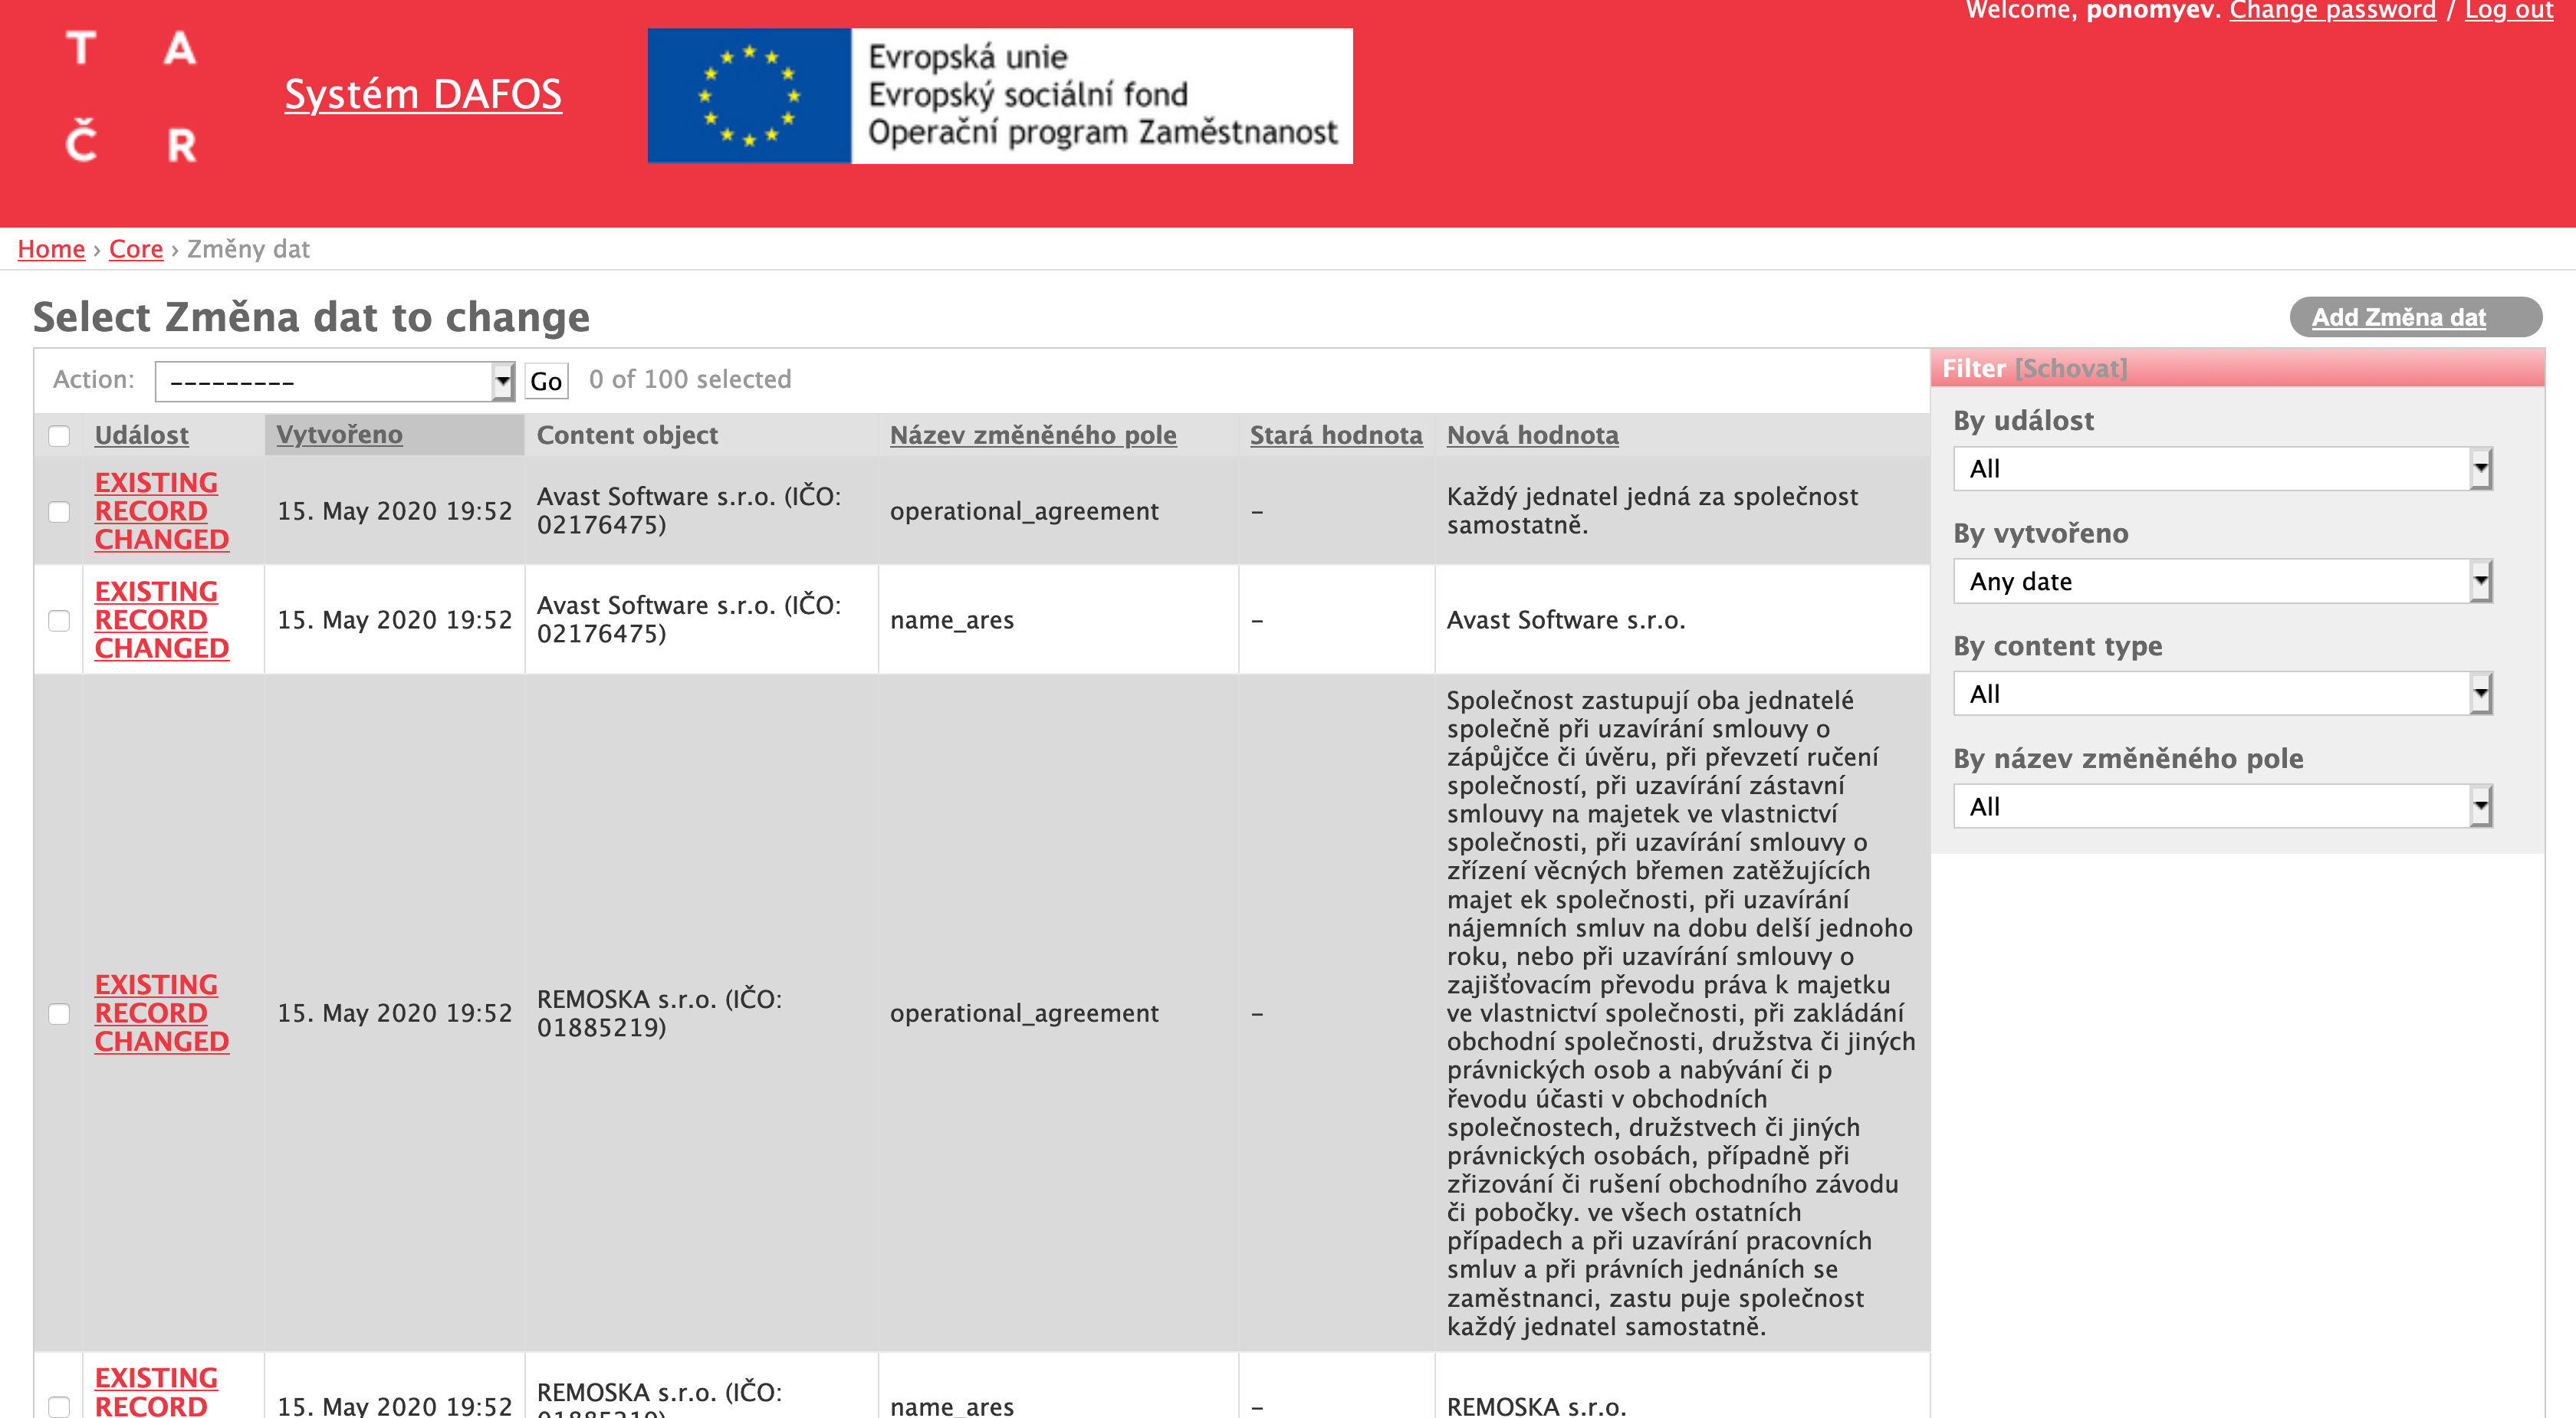 Welcome, ponomyev. Change password / Log out
T A
Č R
Systém DAFOS
Evropská unie
Evropský sociální fond
Operační program Zaměstnanost
Home › Core › Změny dat
Select Změna dat to change
Add Změna dat
Action: --------- Go 0 of 100 selected
Událost Vytvořeno Content object Název změněného pole Stará hodnota Nová hodnota
EXISTING
RECORD
CHANGED
15. May 2020 19:52
Avast Software s.r.o. (IČO:
02176475)
operational_agreement
–
Každý jednatel jedná za společnost
samostatně.
EXISTING
RECORD
CHANGED
15. May 2020 19:52
Avast Software s.r.o. (IČO:
02176475)
name_ares
–
Avast Software s.r.o.
EXISTING
RECORD
CHANGED
15. May 2020 19:52
REMOSKA s.r.o. (IČO:
01885219)
operational_agreement
–
Společnost zastupují oba jednatelé
společně při uzavírání smlouvy o
zápůjčce či úvěru, při převzetí ručení
společností, při uzavírání zástavní
smlouvy na majetek ve vlastnictví
společnosti, při uzavírání smlouvy o
zřízení věcných břemen zatěžujících
majet ek společnosti, při uzavírání
nájemních smluv na dobu delší jednoho
roku, nebo při uzavírání smlouvy o
zajišťovacím převodu práva k majetku
ve vlastnictví společnosti, při zakládání
obchodní společnosti, družstva či jiných
právnických osob a nabývání či p
řevodu účasti v obchodních
společnostech, družstvech či jiných
právnických osobách, případně při
zřizování či rušení obchodního závodu
či pobočky. ve všech ostatních
případech a při uzavírání pracovních
smluv a při právních jednáních se
zaměstnanci, zastu puje společnost
každý jednatel samostatně.
EXISTING
RECORD
15. May 2020 19:52
REMOSKA s.r.o. (IČO:
01885219)
name_ares
–
REMOSKA s.r.o.
Filter [Schovat]
By událost
All
By vytvořeno
Any date
By content type
All
By název změněného pole
All